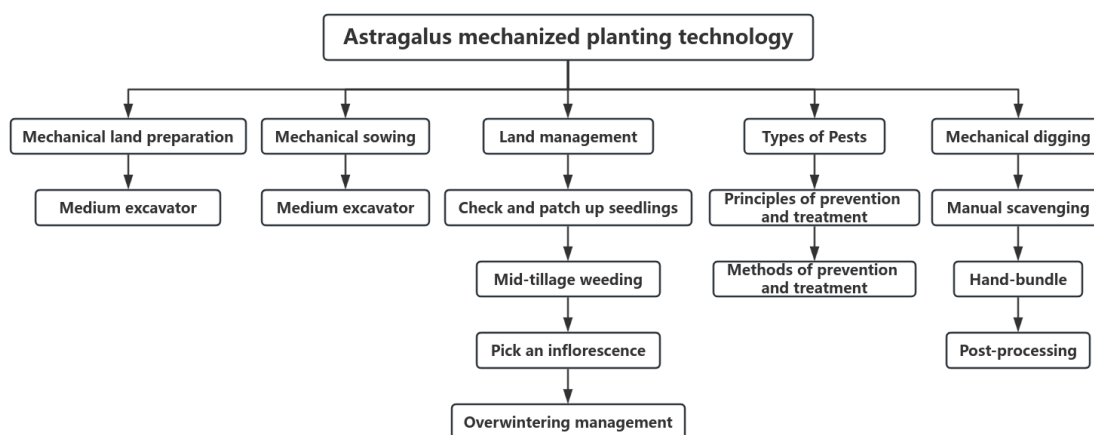 Astragalus mechanized planting technology
Mechanical land preparation
Mechanical sowing
Land management
Types of Pests
Mechanical digging
Medium excavator
Medium excavator
Check and patch up seedlings
Principles of prevention
and treatment
Manual scavenging
Mid-tillage weeding
Methods of prevention
and treatment
Hand-bundle
Pick an inflorescence
Post-processing
Overwintering management